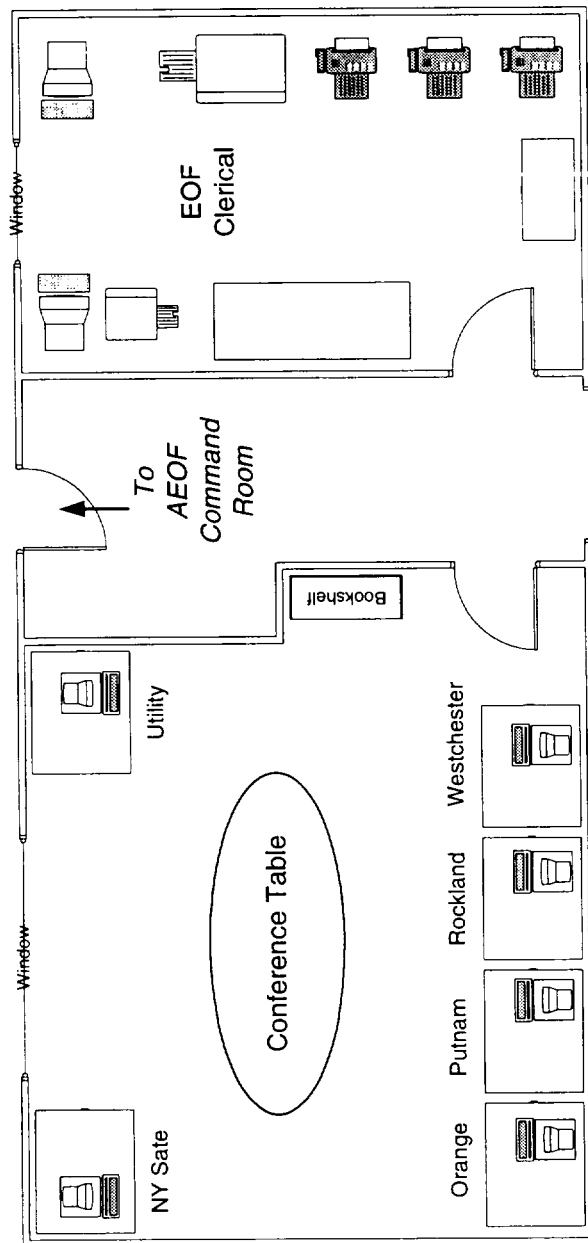 Window
Window
To
AEOF
Command
Room
EOF
Clerical
Bookshelf
NY Sate
Utility
Conference Table
Orange
Putnam
Rockland
Westchester